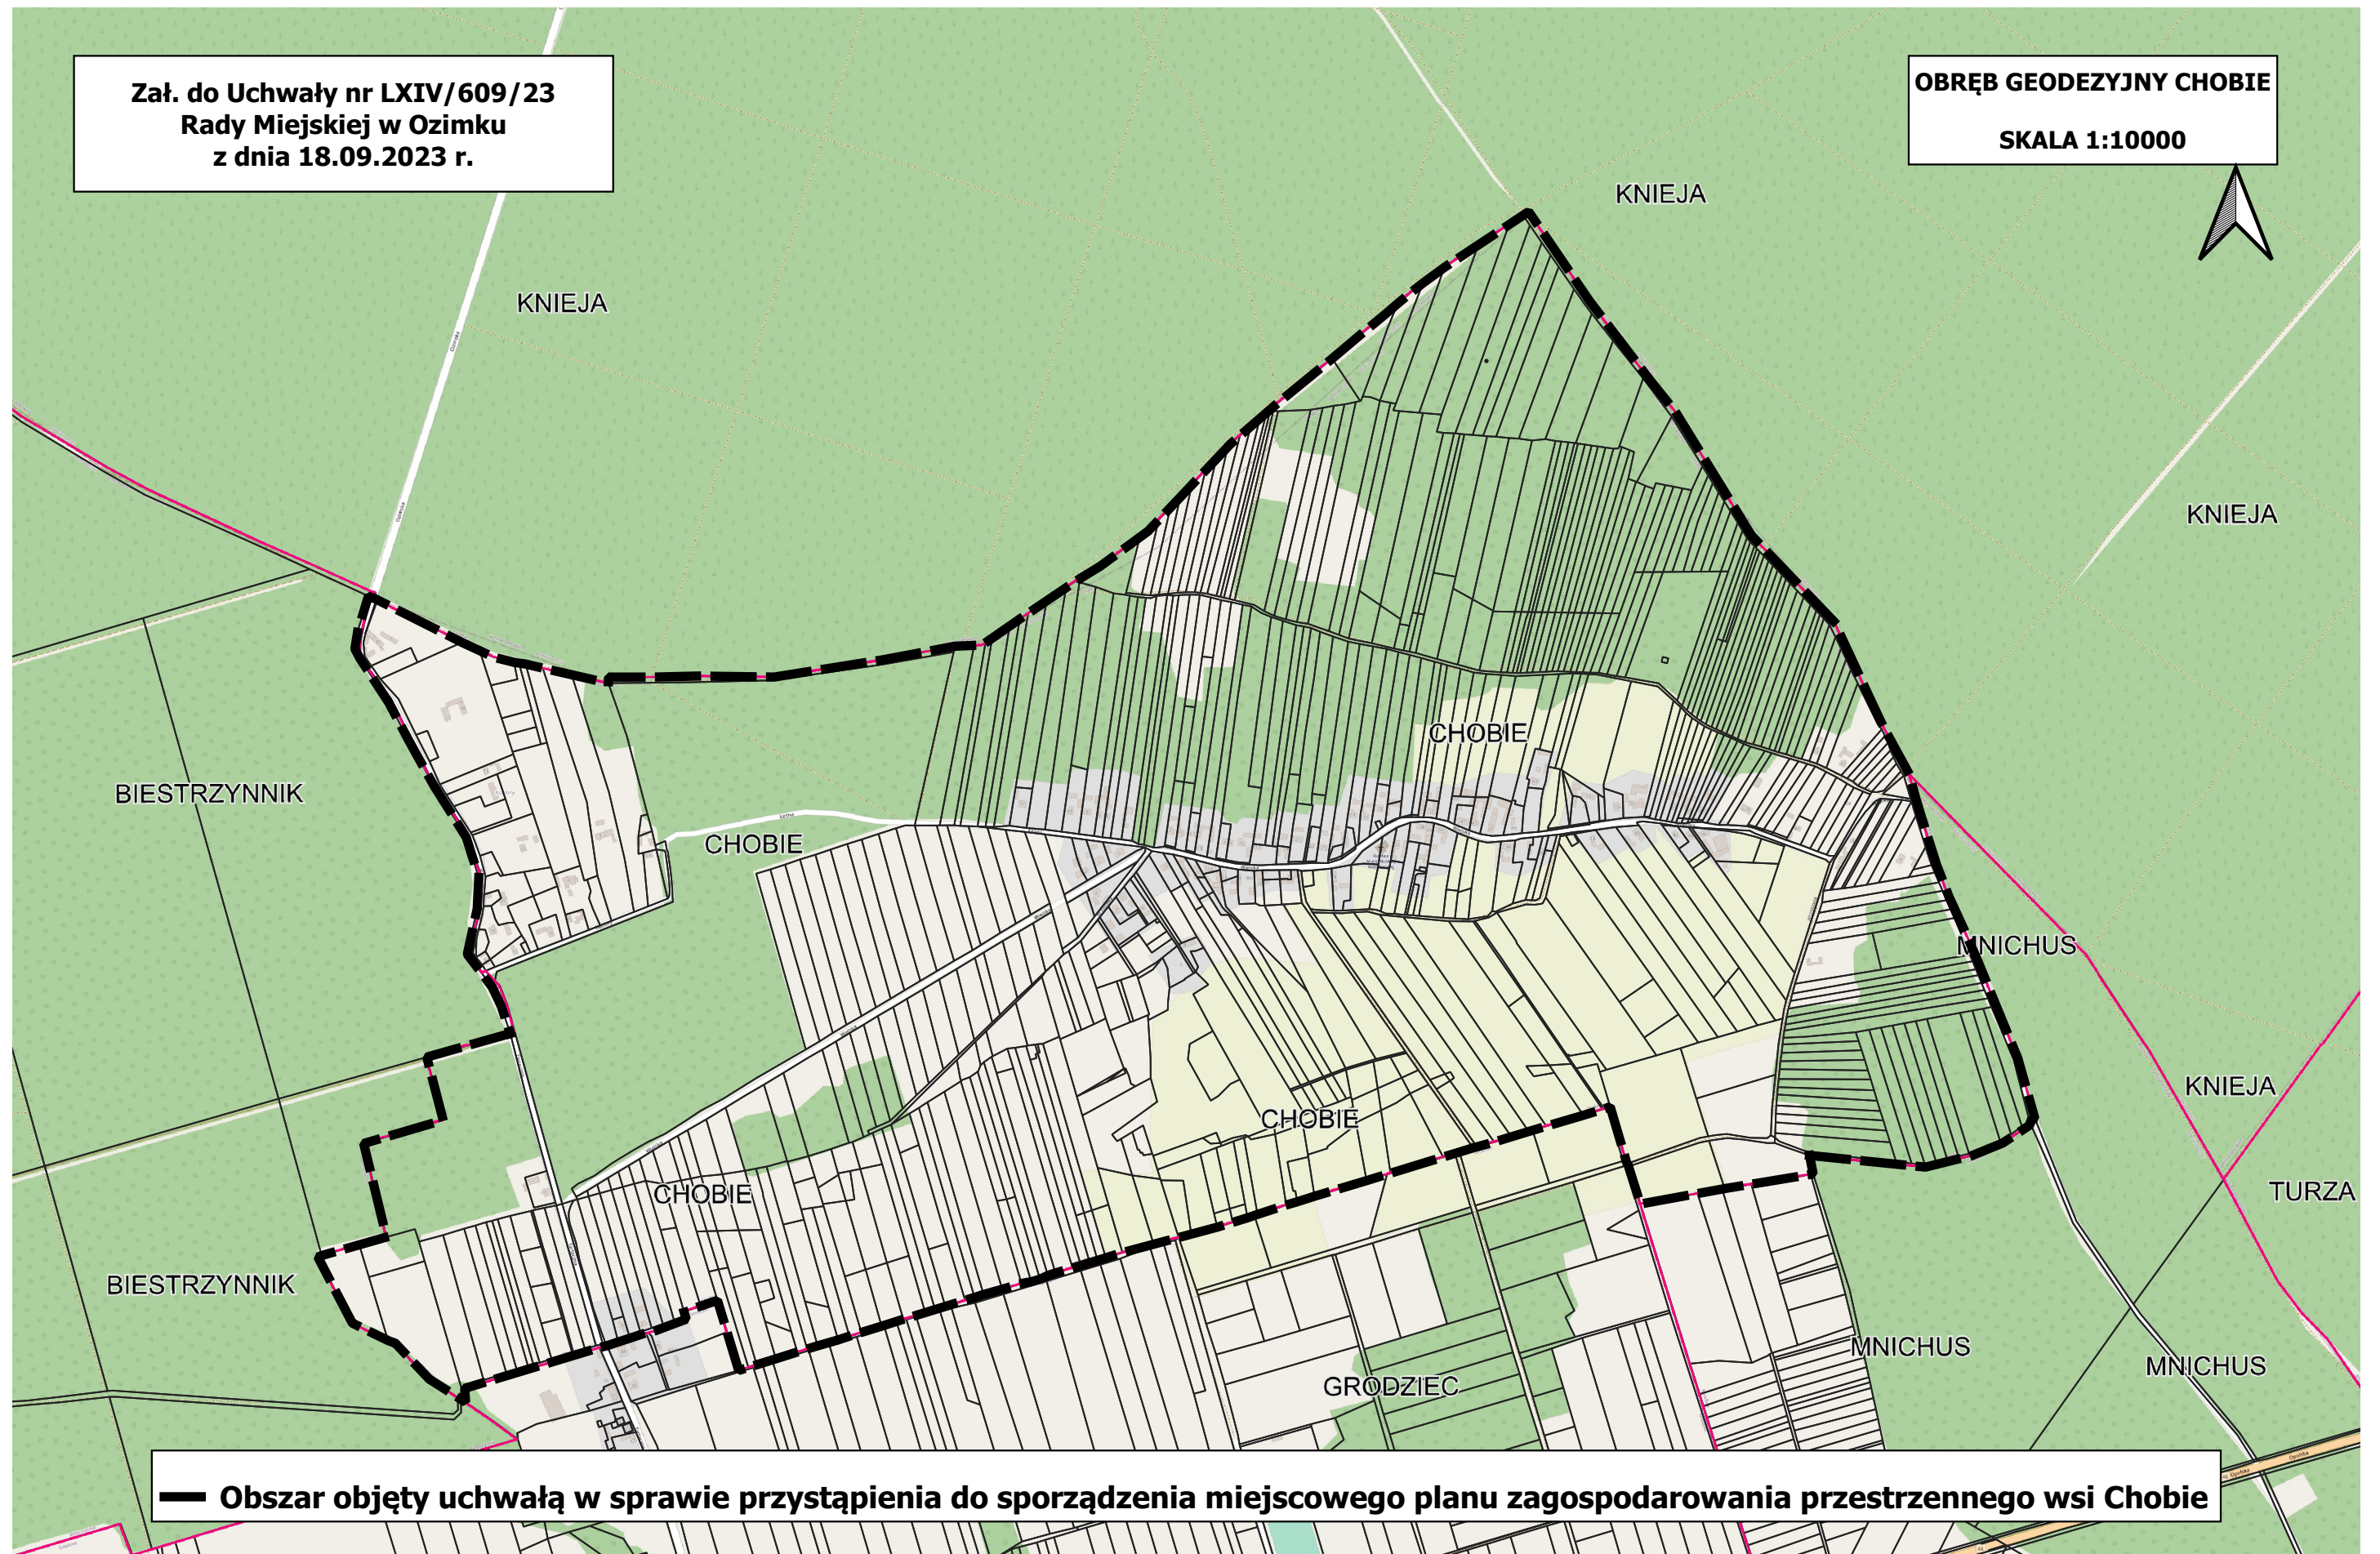 Zał. do Uchwały nr LXIV/609/23
Rady Miejskiej w Ozimku
z dnia 18.09.2023 r.
OBRĘB GEODEZYJNY CHOBIE
SKALA 1:10000
KNIEJA
KNIEJA
KNIEJA
CHOBIE
BIESTRZYNNIK
CHOBIE
MNICHUS
KNIEJA
CHOBIE
TURZA
CHOBIE
BIESTRZYNNIK
MNICHUS
MNICHUS
GRODZIEC
Obszar objęty uchwałą w sprawie przystąpienia do sporządzenia miejscowego planu zagospodarowania przestrzennego wsi Chobie